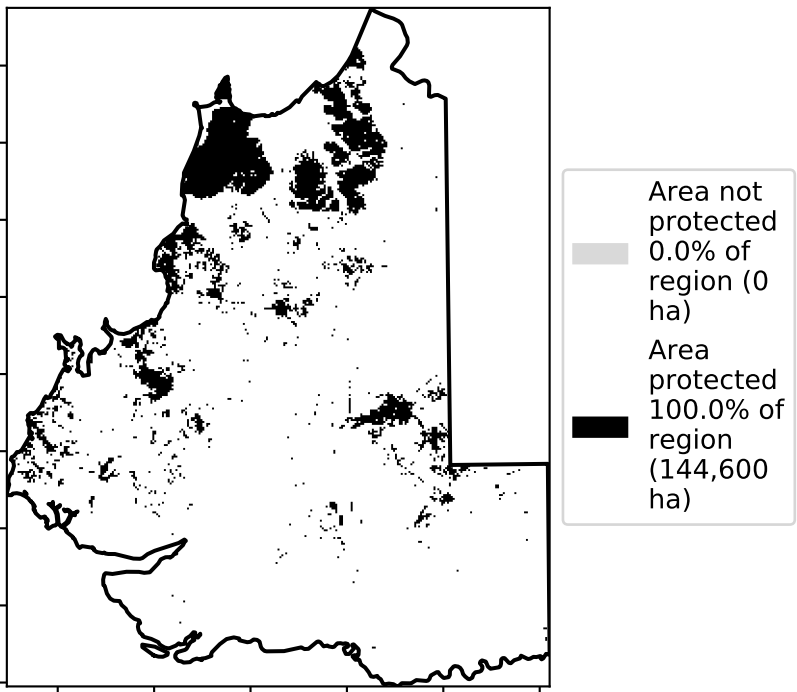 Area not
protected
0.0% of
region (0
ha)
Area
protected
100.0% of
region
(144,600
ha)